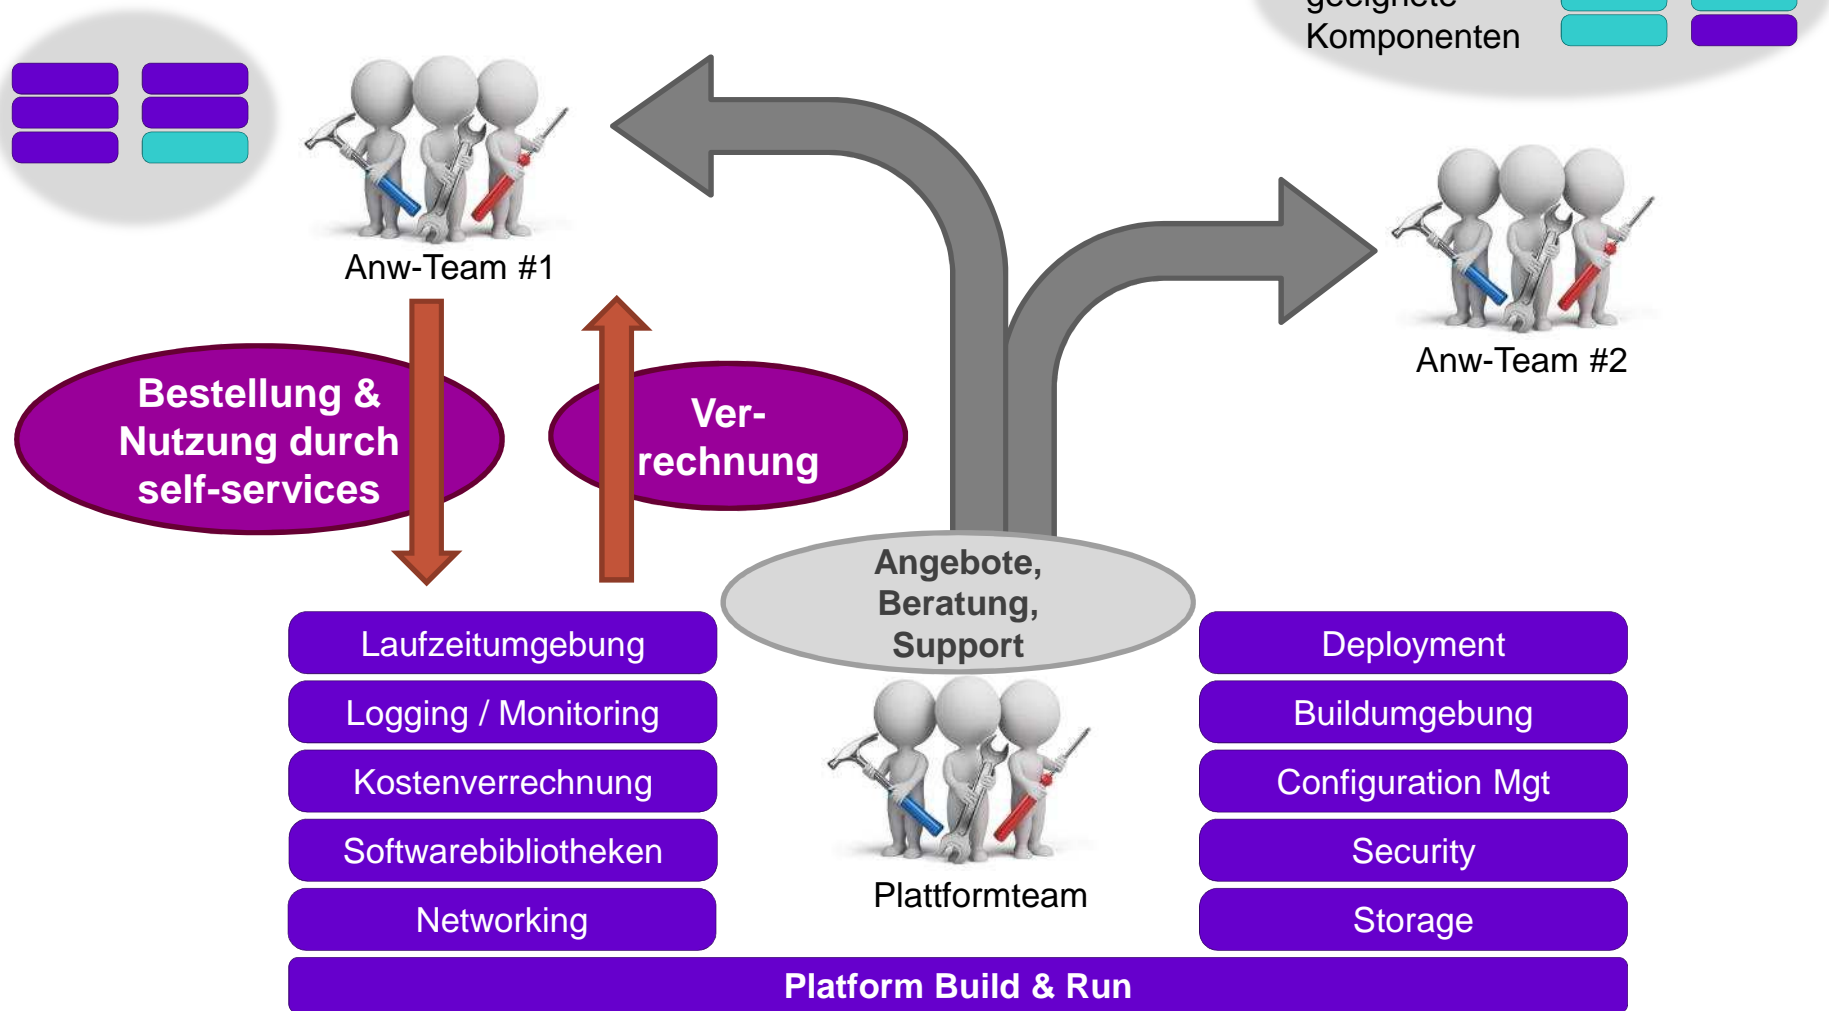 geeignete
Komponenten
Anw-Team #1
Anw-Team #2
Bestellung &
Nutzung durch
self-services
Ver-
rechnung
Angebote,
Beratung,
Support
Laufzeitumgebung
Logging / Monitoring
Kostenverrechnung
Softwarebibliotheken
Networking
Plattformteam
Deployment
Buildumgebung
Configuration Mgt
Security
Storage
Platform Build & Run